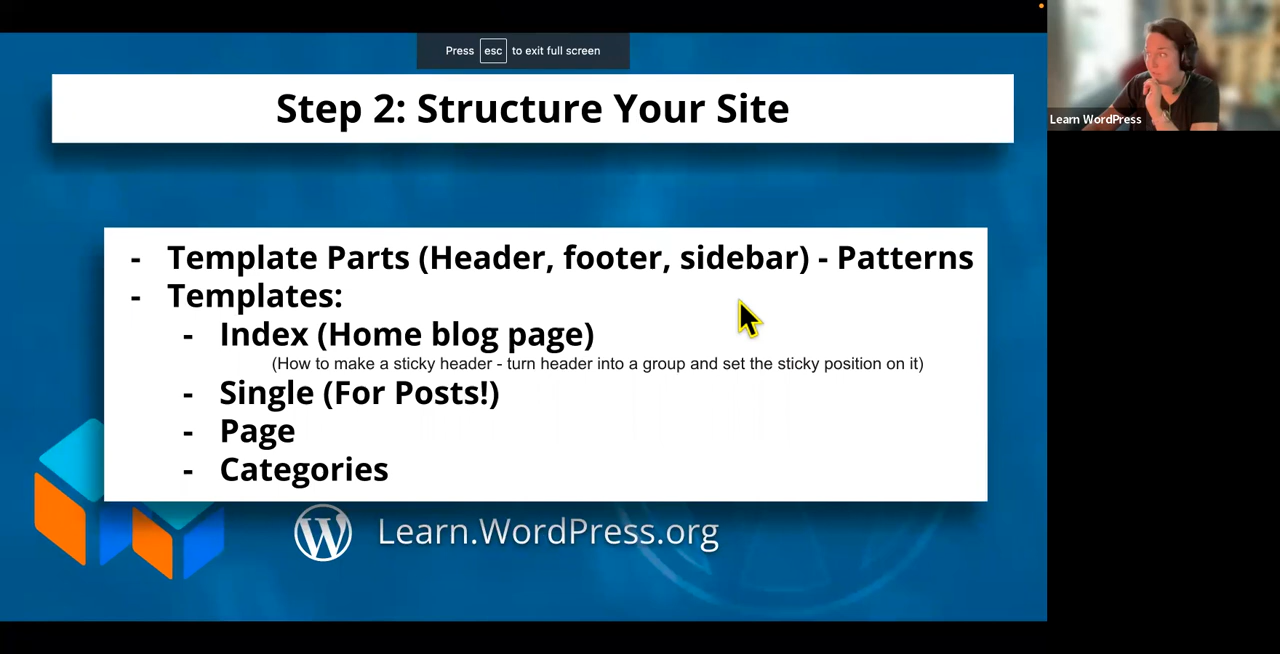 Press esc to exit full screen
Step 2: Structure Your Site
- Template Parts (Header, footer, sidebar) - Patterns
- Templates:
- Index (Home blog page)
(How to make a sticky header - turn header into a group and set the sticky position on it)
- Single (For Posts!)
- Page
- Categories
Learn.WordPress.org
Learn WordPress